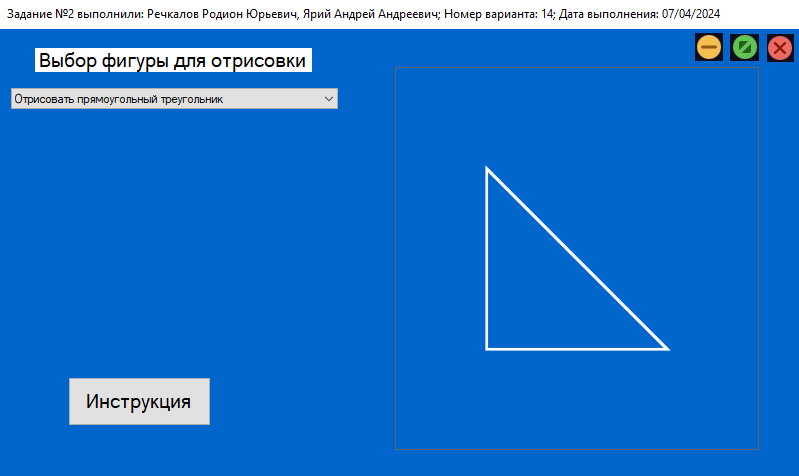 Задание №2 выполнили: Речкалов Родион Юрьевич, Ярий Андрей Андреевич; Номер варианта: 14; Дата выполнения: 07/04/2024
Выбор фигуры для отрисовки
Отрисовать прямоугольный треугольник
Инструкция